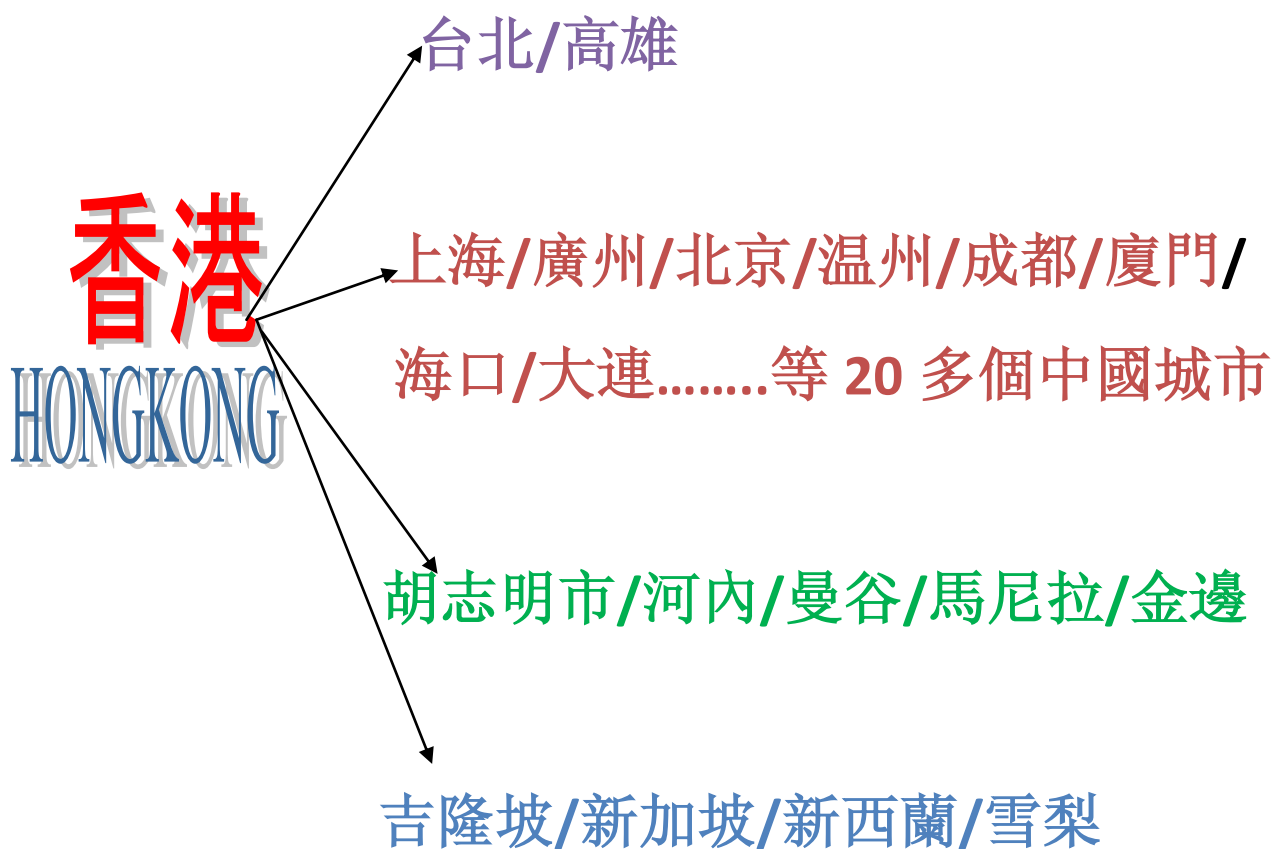 台北/高雄
香港
HONGKONG
上海/廣州/北京/温州/成都/廈門/
海口/大連……..等 20 多個中國城市
胡志明市/河內/曼谷/馬尼拉/金邊
吉隆坡/新加坡/新西蘭/雪梨